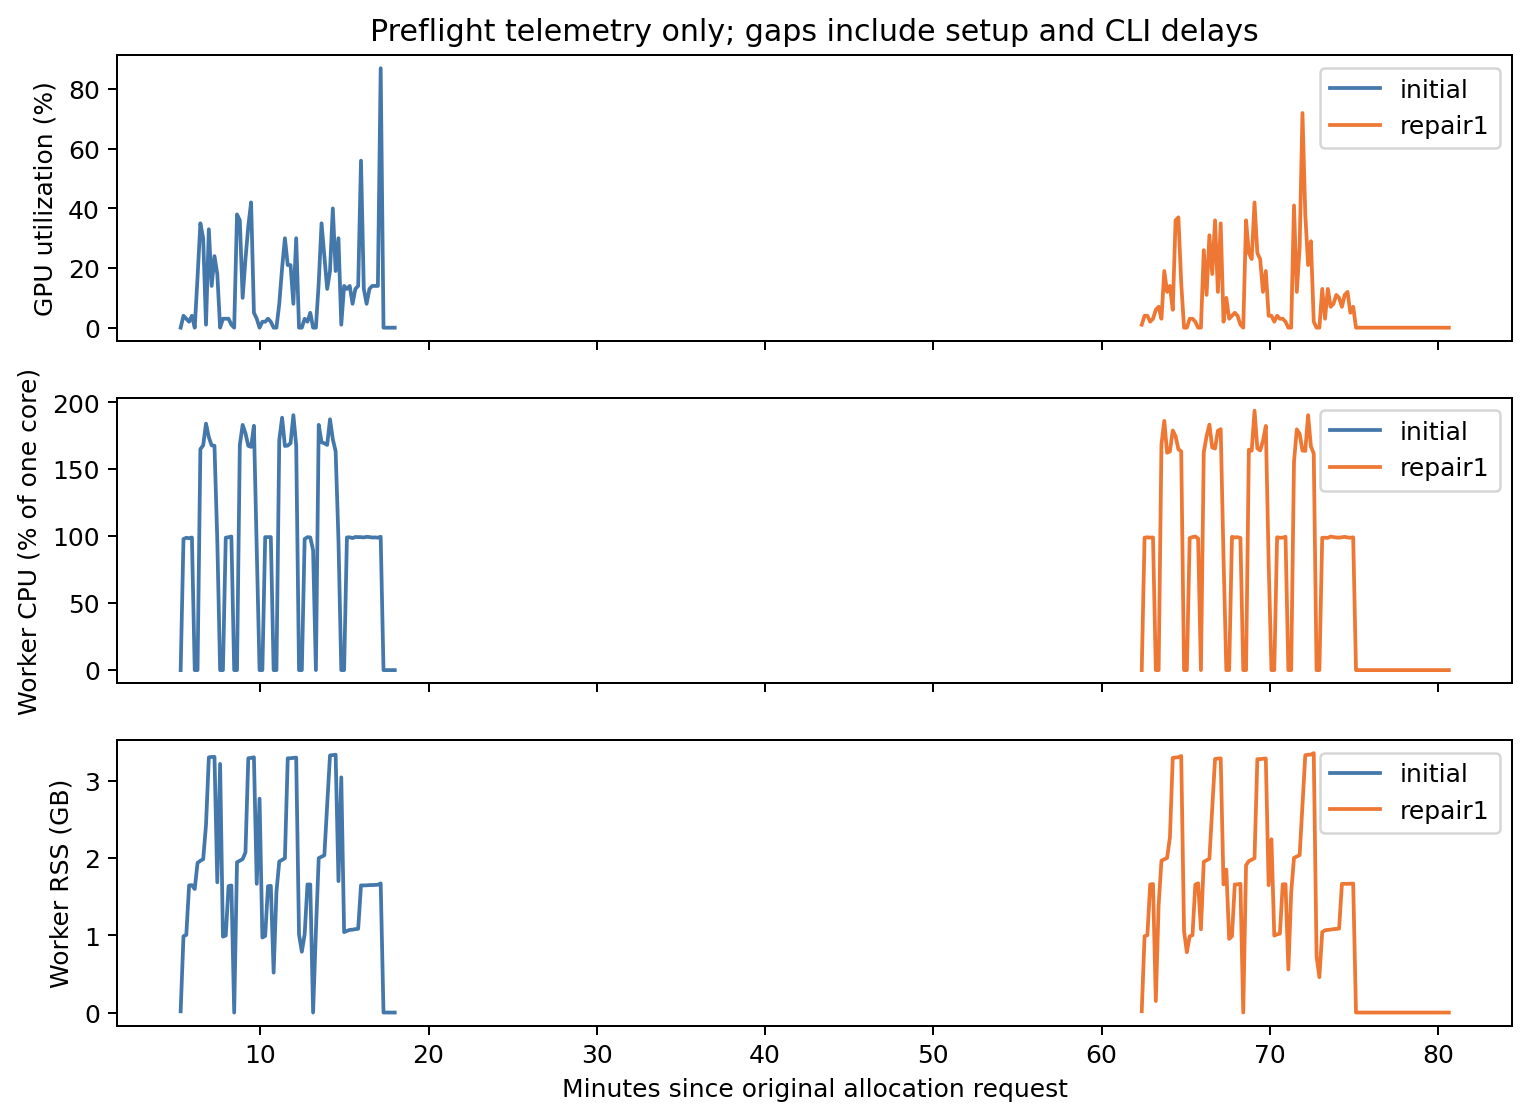 Preflight telemetry only; gaps include setup and CLI delays
GPU utilization (%)
80
60
40
20
0
initial
repair1
Worker CPU (% of one core)
200
150
100
50
0
initial
repair1
Worker RSS (GB)
3
2
1
0
initial
repair1
10
20
30
40
50
60
70
80
Minutes since original allocation request